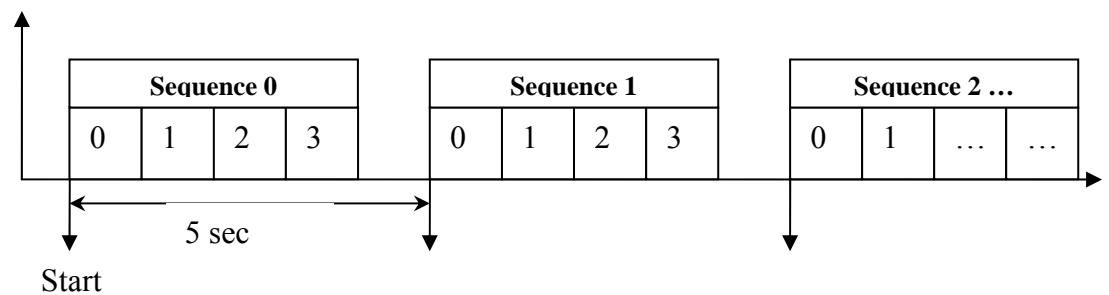 Sequence 0 Sequence 1 Sequence 2 …
0 1 2 3 0 1 2 3 0 1 … …
5 sec
Start